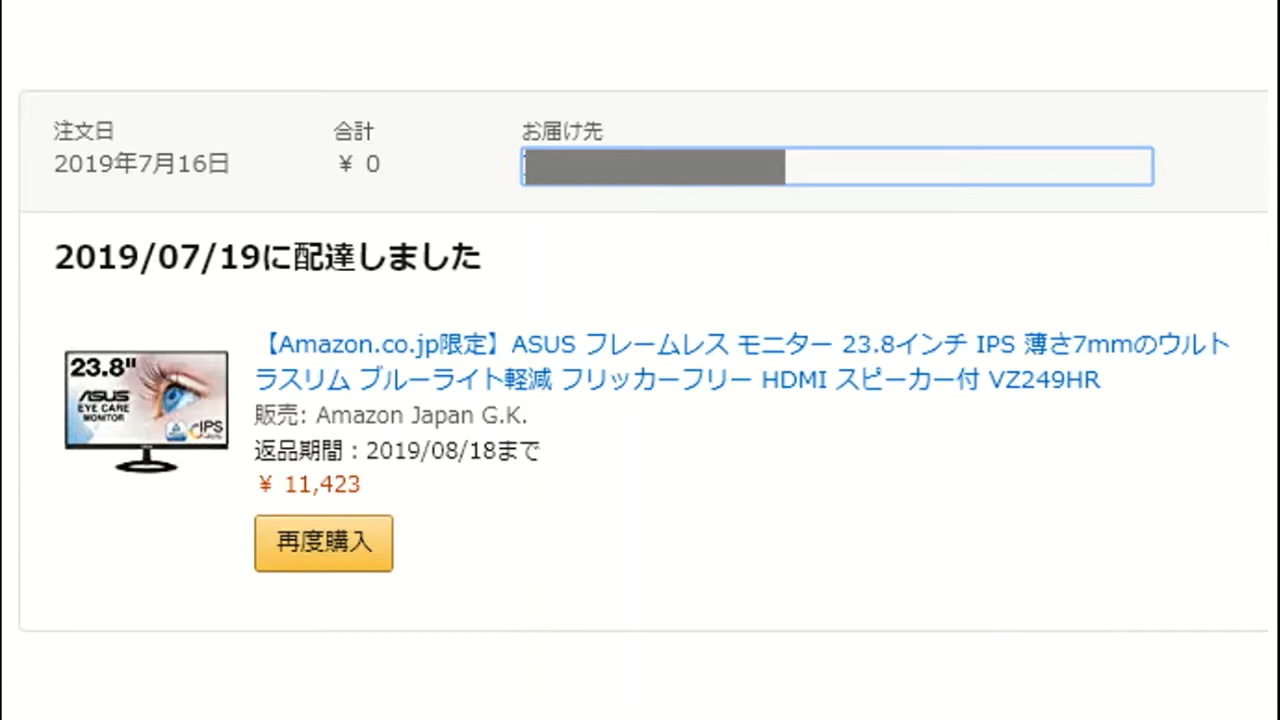 注文日
合計
お届け先
2019年7月16日
¥ 0
2019/07/19に配達しました
【Amazon.co.jp限定】ASUS フレームレス モニター 23.8インチ IPS 薄さ7mmのウルト
ラスリム ブルーライト軽減 フリッカーフリー HDMI スピーカー付 VZ249HR
販売: Amazon Japan G.K.
返品期間：2019/08/18まで
¥ 11,423
再度購入
23.8"
ASUS
EYE CARE
MONITOR
IPS